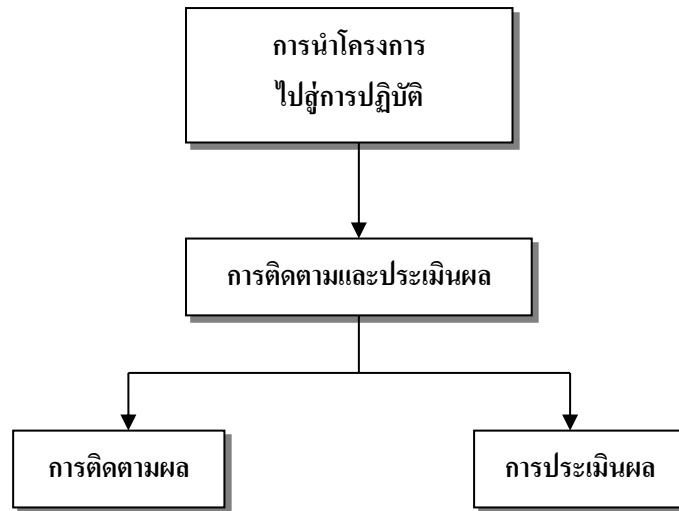 การนำโครงการ
ไปสู่การปฏิบัติ
การติดตามและประเมินผล
การติดตามผล
การประเมินผล